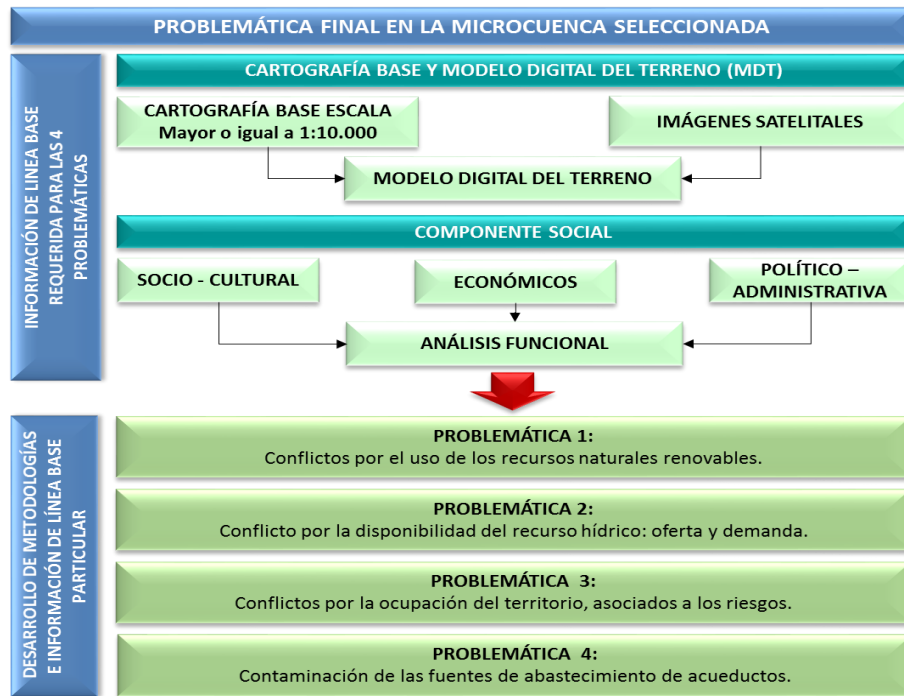 PROBLEMÁTICA FINAL EN LA MICROCUENCA SELECCIONADA
INFORMACIÓN DE LINEA BASE
REQUERIDA PARA LAS 4
PROBLEMÁTICAS
CARTOGRAFÍA BASE Y MODELO DIGITAL DEL TERRENO (MDT)
CARTOGRAFÍA BASE ESCALA
Mayor o igual a 1:10.000
IMÁGENES SATELITALES
MODELO DIGITAL DEL TERRENO
COMPONENTE SOCIAL
SOCIO - CULTURAL
ECONÓMICOS
POLÍTICO –
ADMINISTRATIVA
ANÁLISIS FUNCIONAL
DESARROLLO DE METODOLOGÍAS
E INFORMACIÓN DE LÍNEA BASE
PARTICULAR
PROBLEMÁTICA 1:
Conflictos por el uso de los recursos naturales renovables.
PROBLEMÁTICA 2:
Conflicto por la disponibilidad del recurso hídrico: oferta y demanda.
PROBLEMÁTICA 3:
Conflictos por la ocupación del territorio, asociados a los riesgos.
PROBLEMÁTICA 4:
Contaminación de las fuentes de abastecimiento de acueductos.